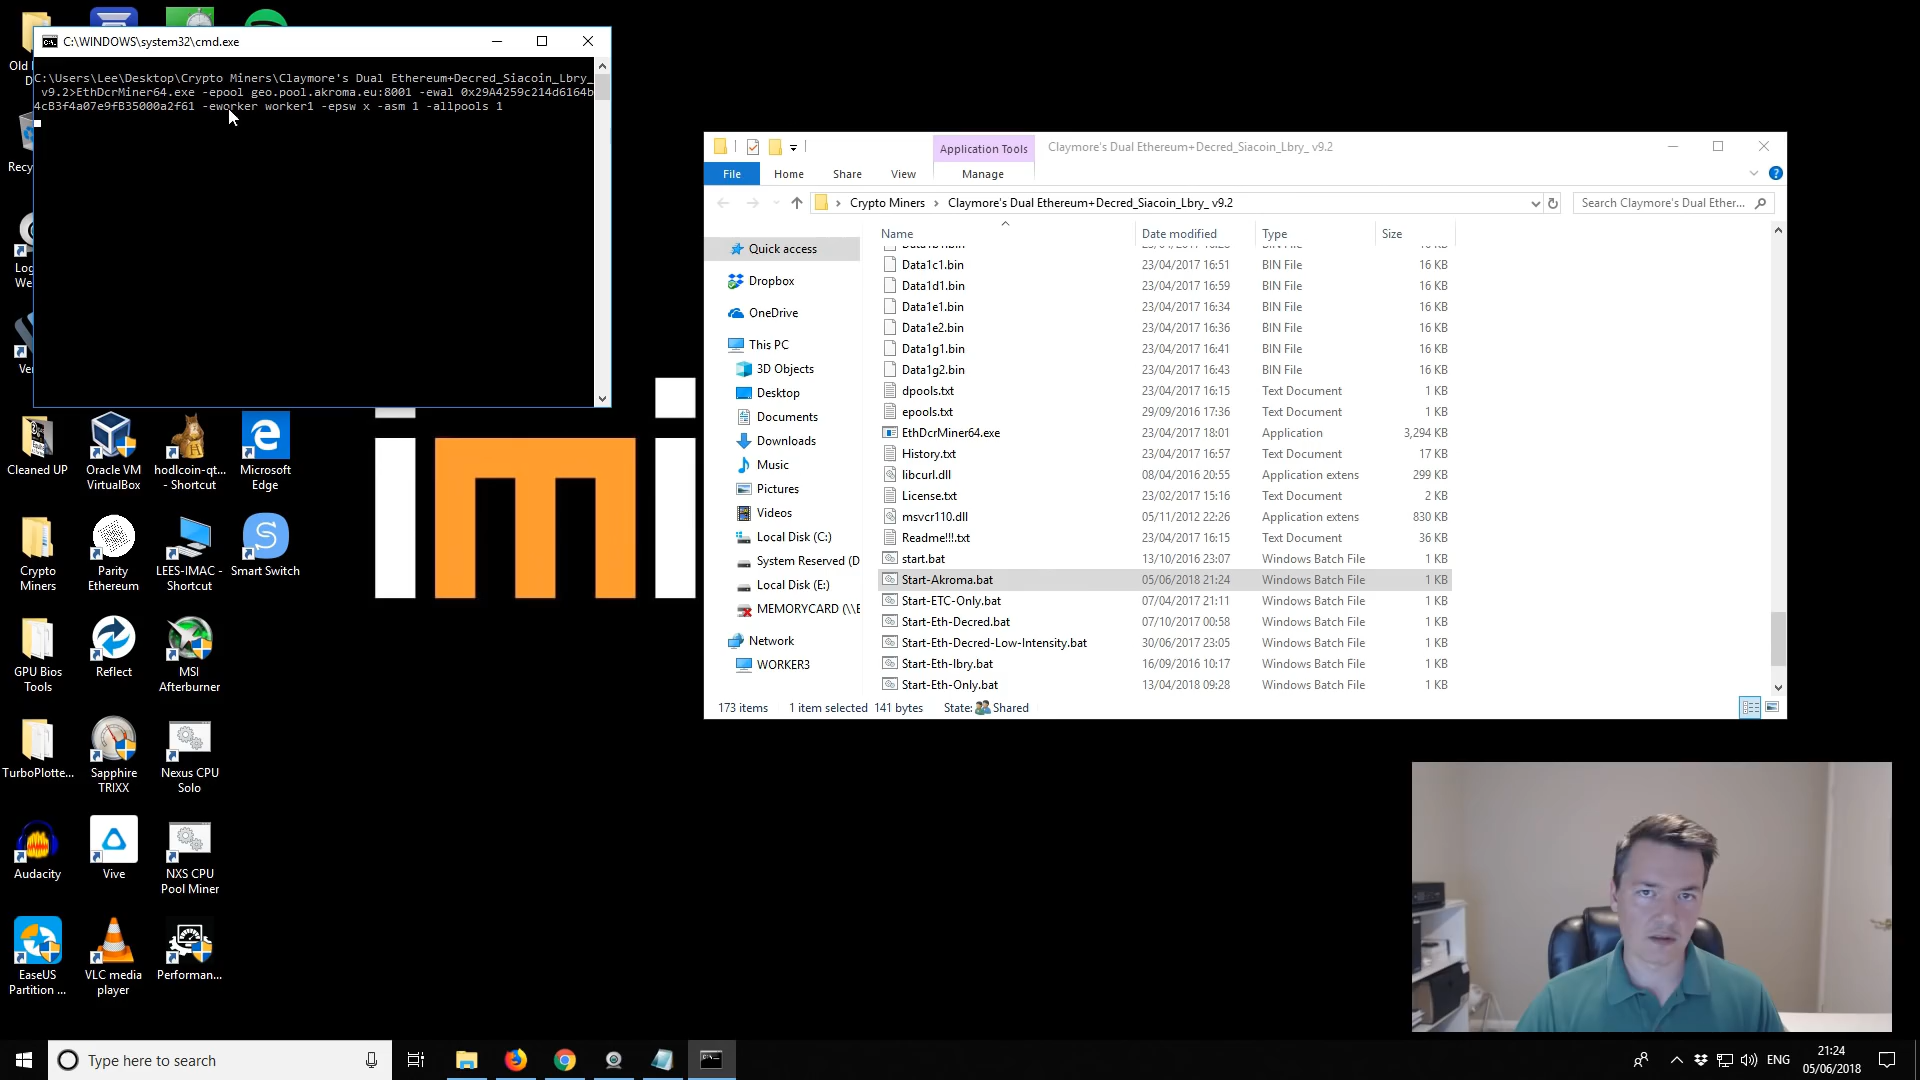 C:\WINDOWS\system32\cmd.exe
C:\Users\Lee\Desktop\Crypto Miners\Claymore's Dual Ethereum+Decred_Siacoin_Lbry_
v9.2>EthDcrMiner64.exe -epool geo.pool.akroma.eu:8001 -ewal 0x29A4259c214d6164b
4cB3f4a07e9fB35000a2f61 -eworker worker1 -epsw x -asm 1 -allpools 1
Old
Recy
Log
We
Ve
Cleaned UP
Oracle VM
VirtualBox
hodlcoin-qt...
- Shortcut
Microsoft
Edge
Crypto
Miners
Parity
Ethereum
LEES-IMAC -
Shortcut
Smart Switch
GPU Bios
Tools
Reflect
MSI
Afterburner
TurboPlotte...
Sapphire
TRIXX
Nexus CPU
Solo
Audacity
Vive
NXS CPU
Pool Miner
EaseUS
Partition ...
VLC media
player
Performan...
Application Tools
Claymore's Dual Ethereum+Decred_Siacoin_Lbry_ v9.2
File Home Share View Manage
Crypto Miners > Claymore's Dual Ethereum+Decred_Siacoin_Lbry_ v9.2
Search Claymore's Dual Ether...
Quick access
Dropbox
OneDrive
This PC
3D Objects
Desktop
Documents
Downloads
Music
Pictures
Videos
Local Disk (C:)
System Reserved (D
Local Disk (E:)
MEMORYCARD (\\E
Network
WORKER3
Name Date modified Type Size
Data1c1.bin 23/04/2017 16:51 BIN File 16 KB
Data1d1.bin 23/04/2017 16:59 BIN File 16 KB
Data1e1.bin 23/04/2017 16:34 BIN File 16 KB
Data1e2.bin 23/04/2017 16:36 BIN File 16 KB
Data1g1.bin 23/04/2017 16:41 BIN File 16 KB
Data1g2.bin 23/04/2017 16:43 BIN File 16 KB
dpools.txt 23/04/2017 16:15 Text Document 1 KB
epools.txt 29/09/2016 17:36 Text Document 1 KB
EthDcrMiner64.exe 23/04/2017 18:01 Application 3,294 KB
History.txt 23/04/2017 16:57 Text Document 17 KB
libcurl.dll 08/04/2016 20:55 Application extens 299 KB
License.txt 23/02/2017 15:16 Text Document 2 KB
msvcr110.dll 05/11/2012 22:26 Application extens 830 KB
Readme!!!.txt 23/04/2017 16:15 Text Document 36 KB
start.bat 13/10/2016 23:07 Windows Batch File 1 KB
Start-Akroma.bat 05/06/2018 21:24 Windows Batch File 1 KB
Start-ETC-Only.bat 07/04/2017 21:11 Windows Batch File 1 KB
Start-Eth-Decred.bat 07/10/2017 00:58 Windows Batch File 1 KB
Start-Eth-Decred-Low-Intensity.bat 30/06/2017 23:05 Windows Batch File 1 KB
Start-Eth-lbry.bat 16/09/2016 10:17 Windows Batch File 1 KB
Start-Eth-Only.bat 13/04/2018 09:28 Windows Batch File 1 KB
173 items 1 item selected 141 bytes State: Shared
Type here to search
ENG
21:24
05/06/2018